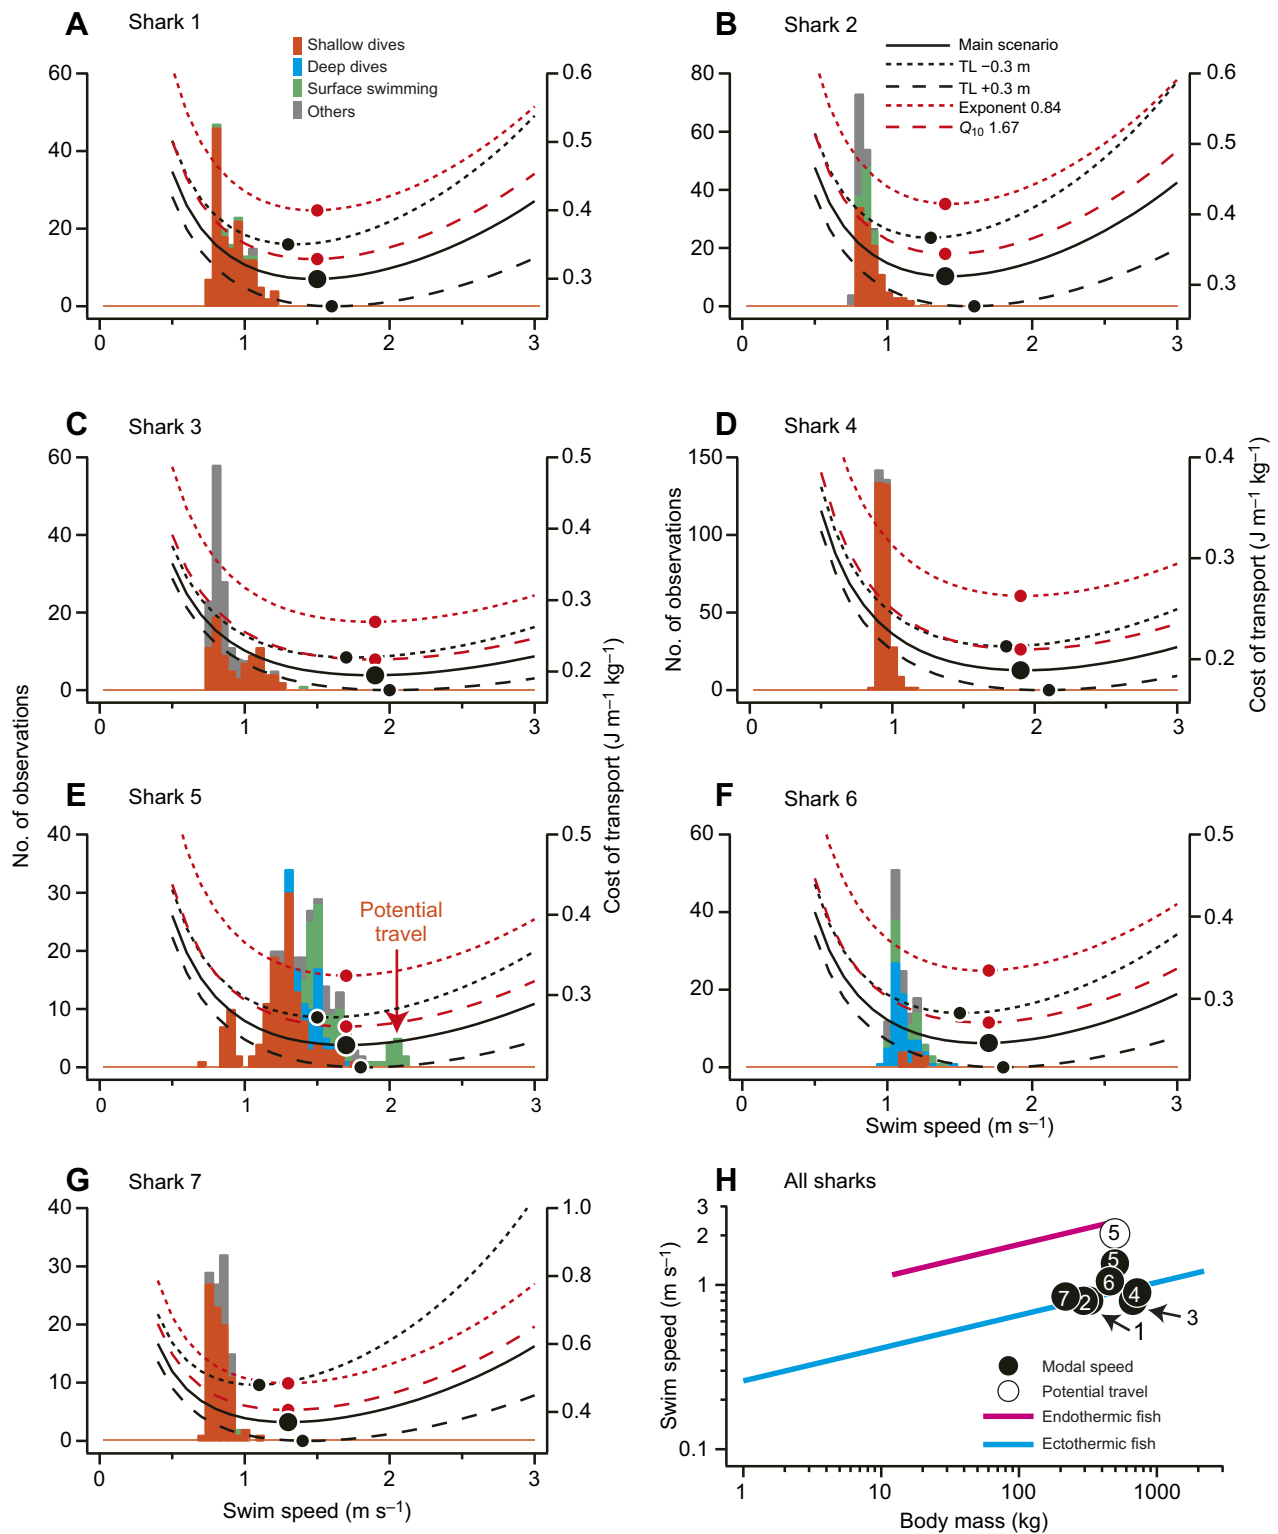 A
Shark 1
Shallow dives
Deep dives
Surface swimming
Others
60
40
20
0
0.6
0.5
0.4
0.3
0
1
2
3
B
Shark 2
Main scenario
TL −0.3 m
TL +0.3 m
Exponent 0.84
Q10 1.67
80
60
40
20
0
0.6
0.5
0.4
0.3
0
1
2
3
C
Shark 3
60
40
20
0
0.5
0.4
0.3
0.2
0
1
2
3
D
Shark 4
No. of observations
150
100
50
0
0.4
0.3
0.2
Cost of transport (J m–1 kg–1)
0
1
2
3
No. of observations
Cost of transport (J m–1 kg–1)
E
Shark 5
40
30
20
10
0
Potential
travel
0.5
0.4
0.3
0
1
2
3
F
Shark 6
60
40
20
0
0.5
0.4
0.3
0
1
2
3
Swim speed (m s–1)
G
Shark 7
40
30
20
10
0
1.0
0.8
0.6
0.4
0
1
2
3
Swim speed (m s–1)
H
All sharks
Swim speed (m s–1)
3
2
1
0.1
5
5
6
7
2
4
1
3
Modal speed
Potential travel
Endothermic fish
Ectothermic fish
1
10
100
1000
Body mass (kg)